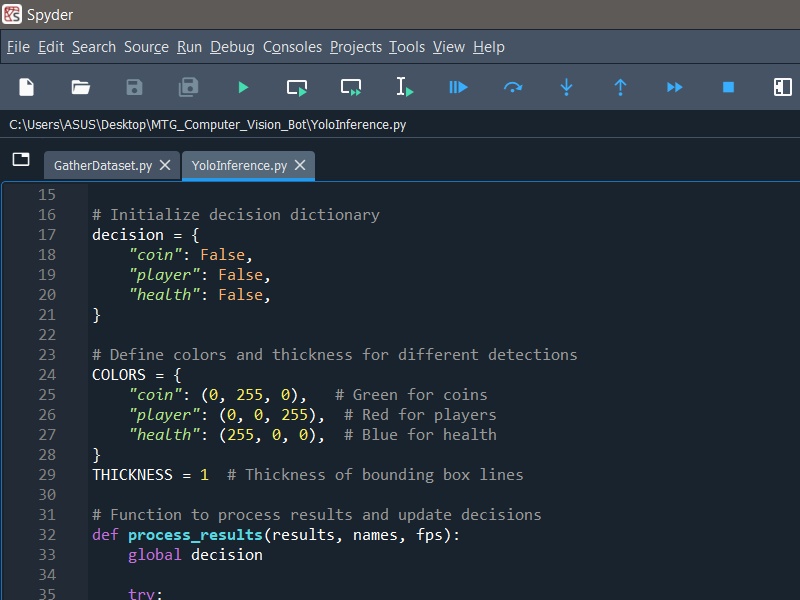 Spyder
File Edit Search Source Run Debug Consoles Projects Tools View Help
C:\Users\ASUS\Desktop\MTG_Computer_Vision_Bot\YoloInference.py
GatherDataset.py YoloInference.py
15
16 # Initialize decision dictionary
17 decision = {
18     "coin": False,
19     "player": False,
20     "health": False,
21 }
22
23 # Define colors and thickness for different detections
24 COLORS = {
25     "coin": (0, 255, 0),   # Green for coins
26     "player": (0, 0, 255),  # Red for players
27     "health": (255, 0, 0),  # Blue for health
28 }
29 THICKNESS = 1  # Thickness of bounding box lines
30
31 # Function to process results and update decisions
32 def process_results(results, names, fps):
33     global decision
34
35     try: